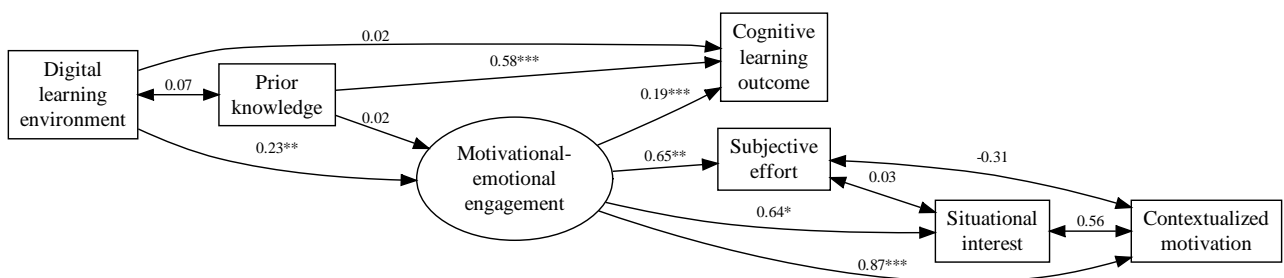 Digital
learning
environment
0.07
Prior
knowledge
0.02
0.58***
0.02
0.23**
Motivational-
emotional
engagement
0.19***
0.65**
0.64*
0.87***
Cognitive
learning
outcome
Subjective
effort
-0.31
0.03
Situational
interest
0.56
Contextualized
motivation